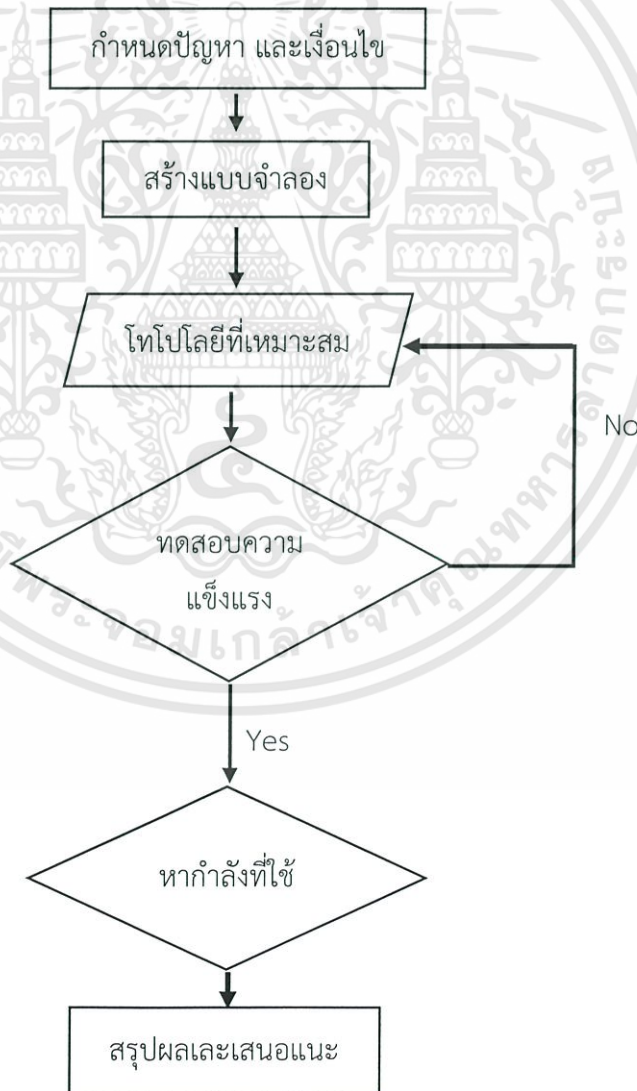 กำหนดปัญหา และเงื่อนไข
สร้างแบบจำลอง
โทโปโลยีที่เหมาะสม
No
ทดสอบความ
แข็งแรง
Yes
หากำลังที่ใช้
สรุปผลและเสนอแนะ